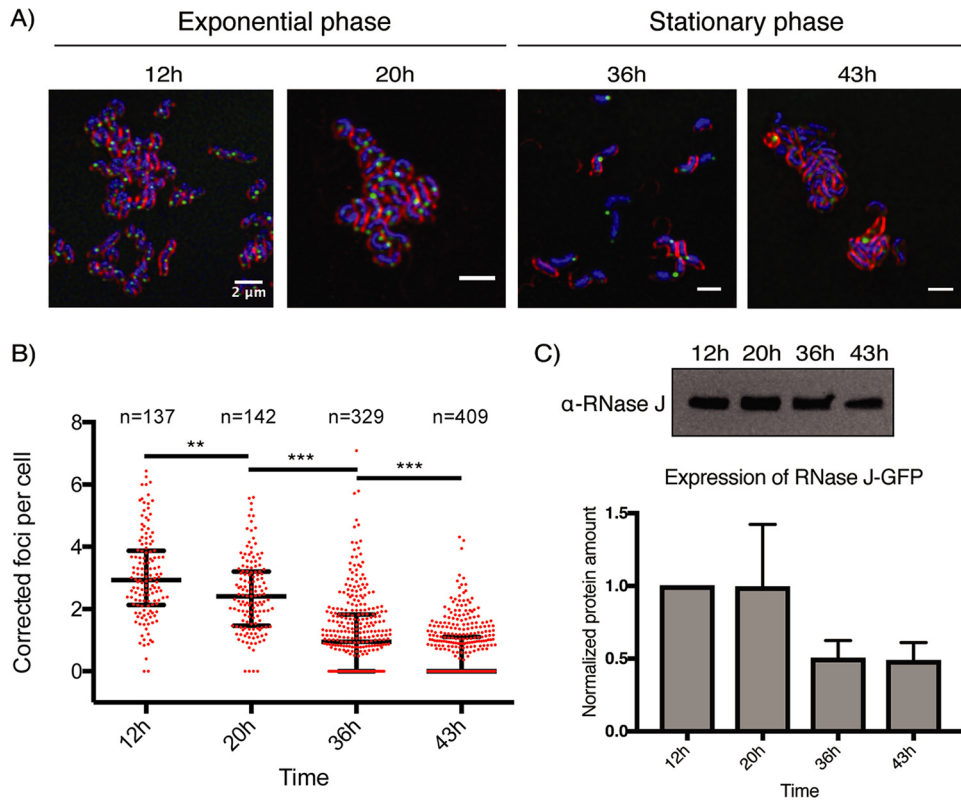 A)
Exponential phase
Stationary phase
12h
20h
36h
43h
2 µm
B)
n=137
n=142
n=329
n=409
**
***
***
8
6
4
2
0
Corrected foci per cell
12h
20h
36h
43h
Time
C)
12h 20h 36h 43h
α-RNase J
Expression of RNase J-GFP
1.5
1.0
0.5
0.0
Normalized protein amount
12h
20h
36h
43h
Time